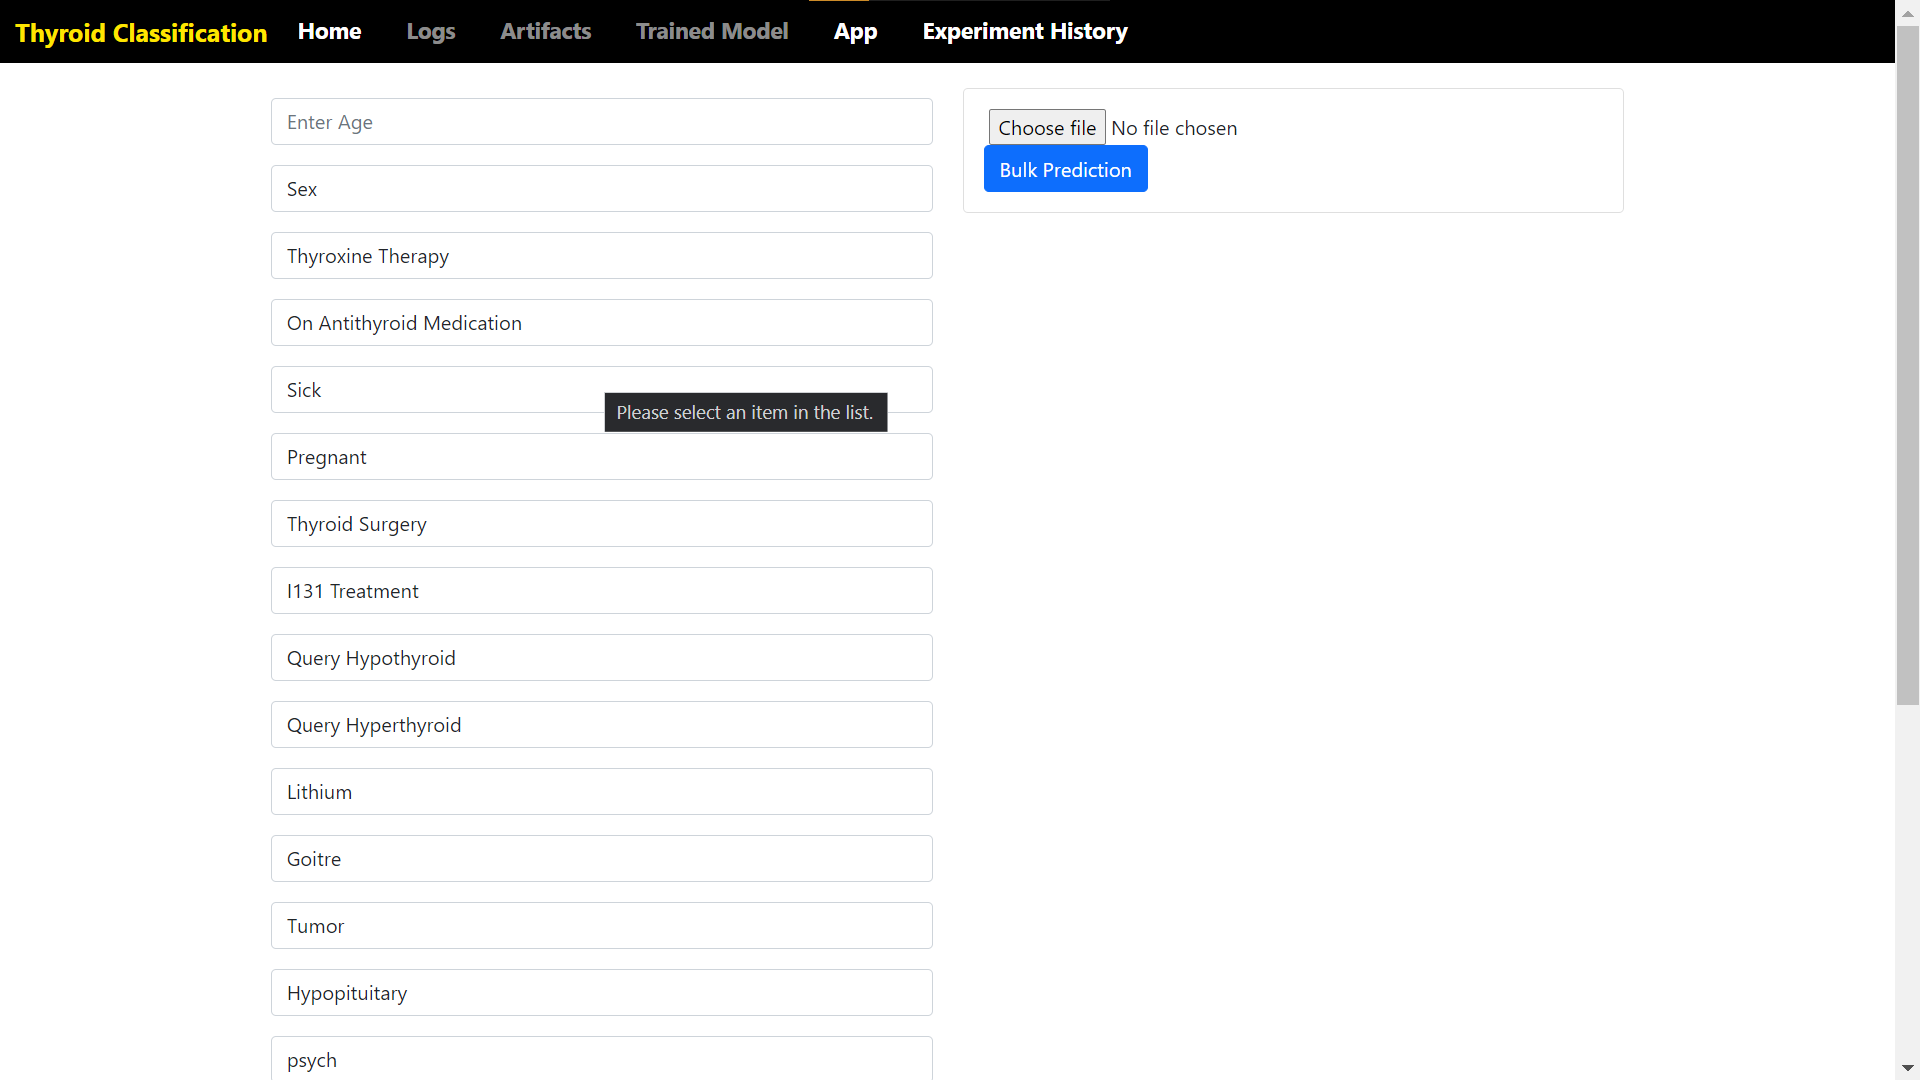 Thyroid Classification Home Logs Artifacts Trained Model App Experiment History
Enter Age
Sex
Thyroxine Therapy
On Antithyroid Medication
Sick
Please select an item in the list.
Pregnant
Thyroid Surgery
I131 Treatment
Query Hypothyroid
Query Hyperthyroid
Lithium
Goitre
Tumor
Hypopituitary
psych
Choose file No file chosen
Bulk Prediction